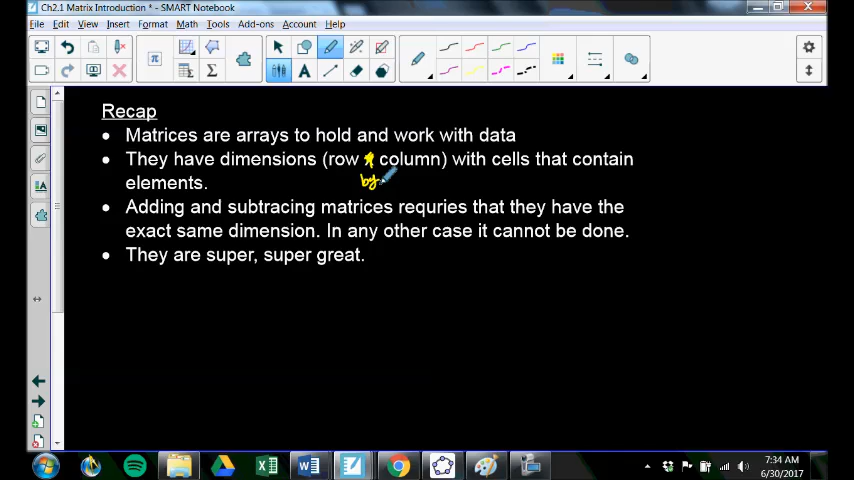 Ch2.1 Matrix Introduction * - SMART Notebook
File Edit View Insert Format Math Tools Add-ons Account Help
Recap
• Matrices are arrays to hold and work with data
• They have dimensions (row column) with cells that contain
by
elements.
• Adding and subtracing matrices requries that they have the
exact same dimension. In any other case it cannot be done.
• They are super, super great.
7:34 AM
6/30/2017